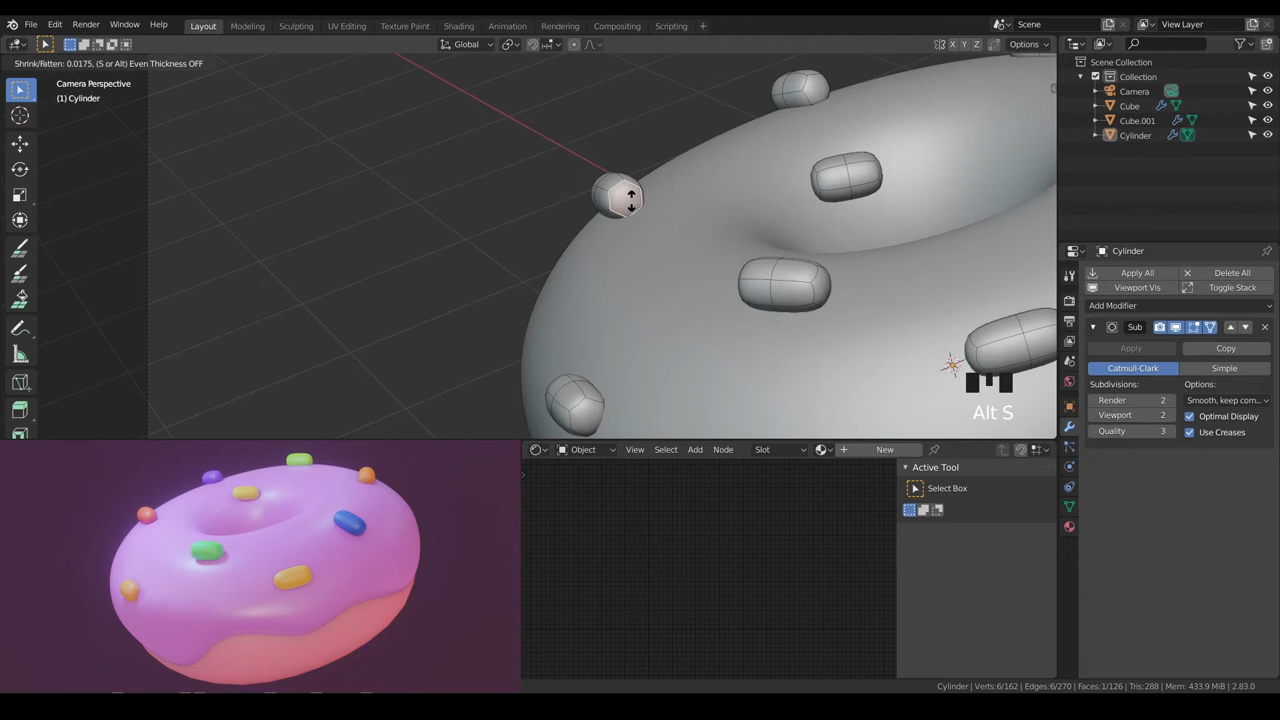 File Edit Render Window Help Layout Modeling Sculpting UV Editing Texture Paint Shading Animation Rendering Compositing Scripting + Scene View Layer
Global X Y Z Options
Shrink/Fatten: 0.0175, (S or Alt) Even Thickness OFF
Camera Perspective
(1) Cylinder
Scene Collection
Collection
Camera
Cube
Cube.001
Cylinder
Cylinder
Apply All Delete All
Viewport Vis Toggle Stack
Add Modifier
Sub
Apply Copy
Catmull-Clark Simple
Subdivisions: Options:
Render 2 Smooth, keep com...
Viewport 2 Optimal Display
Quality 3 Use Creases
Alt S
Object View Select Add Node Slot New
Active Tool
Select Box
Cylinder | Verts:6/162 | Edges:6/270 | Faces:1/126 | Tris:288 | Mem: 433.9 MiB | 2.83.0